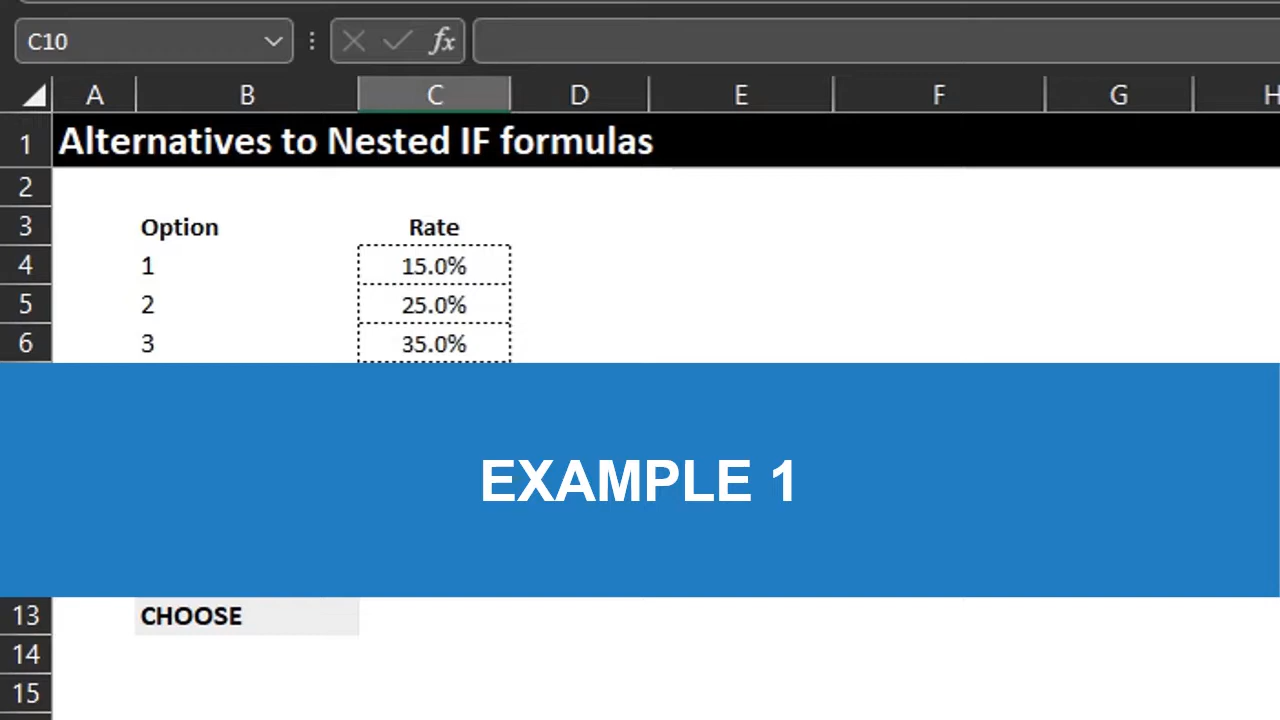 C10
fx
A B C D E F G H
1 Alternatives to Nested IF formulas
2
3 Option Rate
4 1 15.0%
5 2 25.0%
6 3 35.0%
EXAMPLE 1
13 CHOOSE
14
15